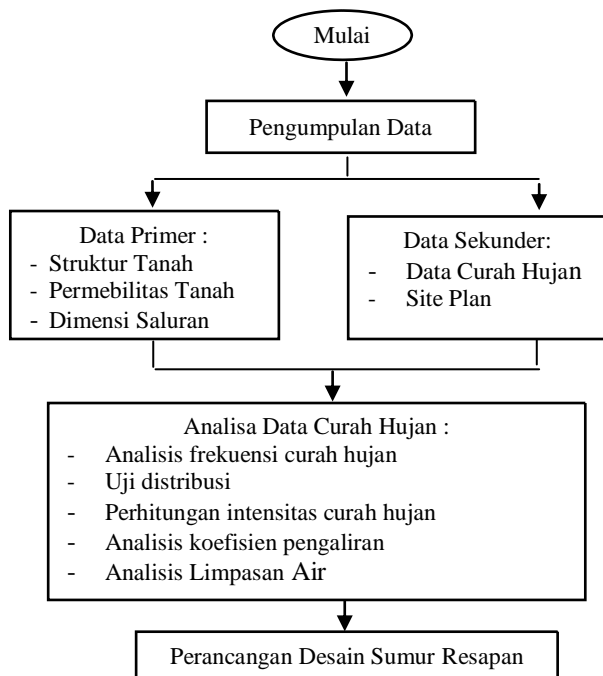 Mulai
Pengumpulan Data
Data Primer :
- Struktur Tanah
- Permebilitas Tanah
- Dimensi Saluran
Data Sekunder:
- Data Curah Hujan
- Site Plan
Analisa Data Curah Hujan :
- Analisis frekuensi curah hujan
- Uji distribusi
- Perhitungan intensitas curah hujan
- Analisis koefisien pengaliran
- Analisis Limpasan Air
Perancangan Desain Sumur Resapan